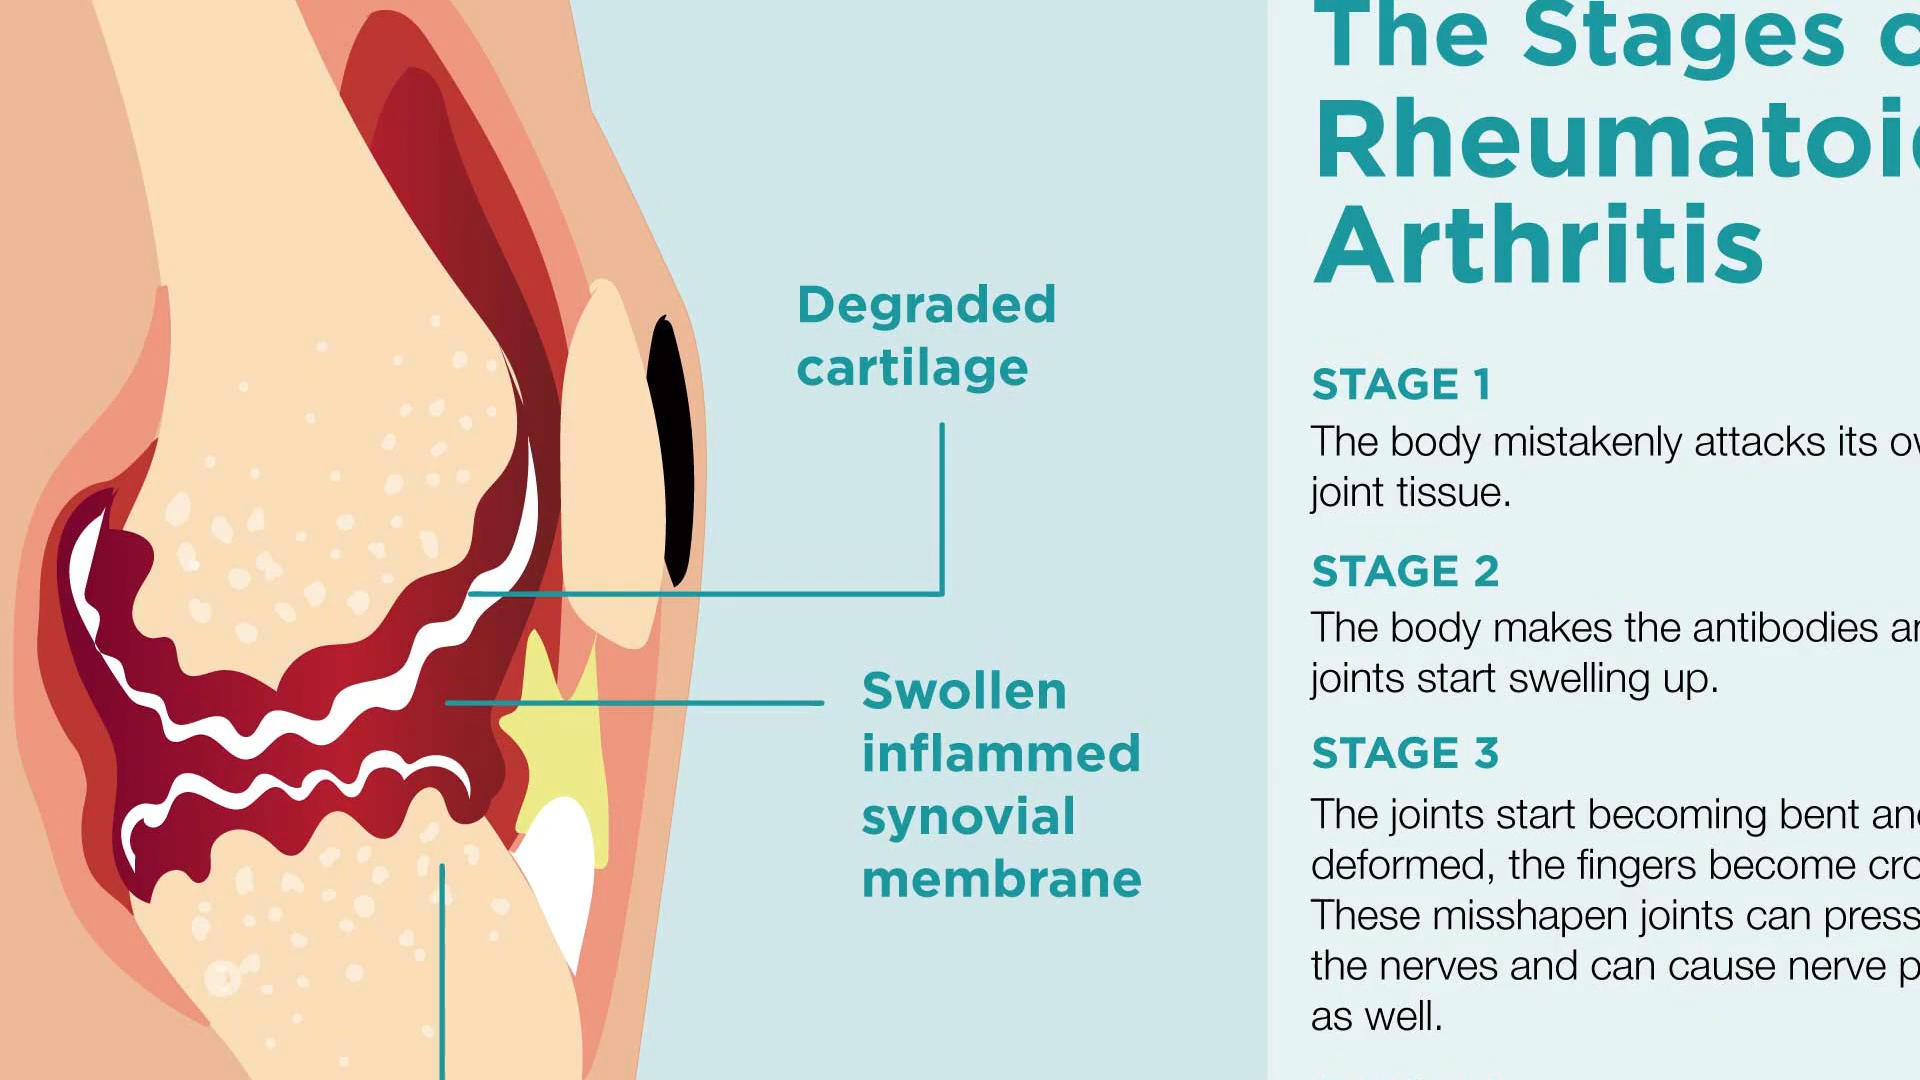 Degraded
cartilage
Swollen
inflammed
synovial
membrane
The Stages
Rheumatoid
Arthritis
STAGE 1
The body mistakenly attacks its
joint tissue.
STAGE 2
The body makes the antibodies
joints start swelling up.
STAGE 3
The joints start becoming bent and
deformed, the fingers become
These misshapen joints can press
the nerves and can cause nerve
as well.